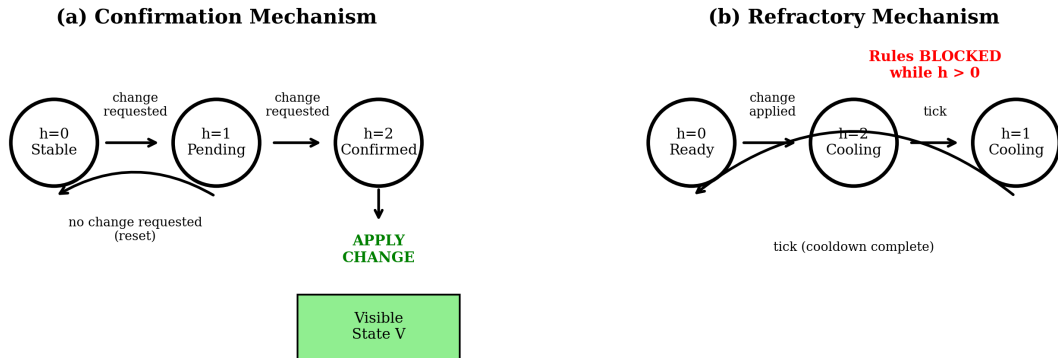 (a) Confirmation Mechanism
change
requested
change
requested
h=0
Stable
h=1
Pending
h=2
Confirmed
no change requested
(reset)
APPLY
CHANGE
Visible
State V
(b) Refractory Mechanism
Rules BLOCKED
while h > 0
change
applied
tick
h=0
Ready
h=2
Cooling
h=1
Cooling
tick (cooldown complete)